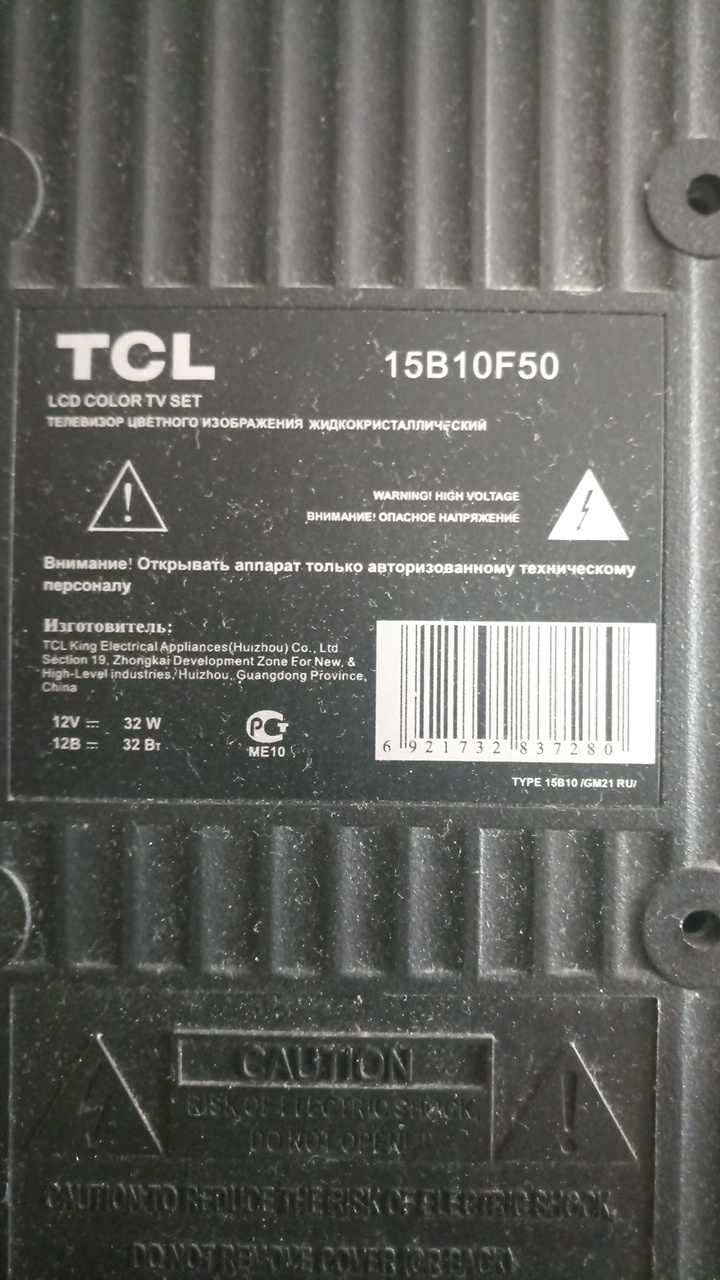 TCL
15B10F50
LCD COLOR TV SET
ТЕЛЕВИЗОР ЦВЕТНОГО ИЗОБРАЖЕНИЯ ЖИДКОКРИСТАЛЛИЧЕСКИЙ
WARNING! HIGH VOLTAGE
ВНИМАНИЕ! ОПАСНОЕ НАПРЯЖЕНИЕ
Внимание! Открывать аппарат только авторизованному техническому
персоналу
Изготовитель:
TCL King Electrical Appliances(Huizhou) Co., Ltd
Section 19, Zhongkai Development Zone For New, &
High-Level industries, Huizhou, Guangdong Province,
China
12V ⎓ 32 W
12В ⎓ 32 Вт
РСТ
ME10
6 921732 837280
TYPE 15B10 /GM21 RU/
CAUTION
RISK OF ELECTRIC SHOCK
DO NOT OPEN
CAUTION: TO REDUCE THE RISK OF ELECTRIC SHOCK,
DO NOT REMOVE COVER (OR BACK)